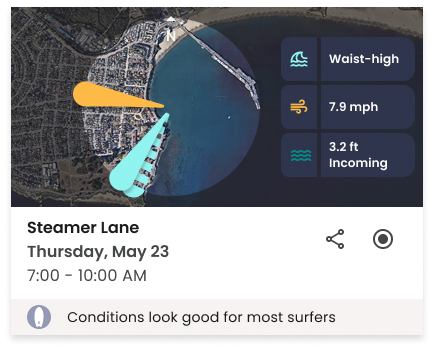 N
Waist-high
7.9 mph
3.2 ft
Incoming
Steamer Lane
Thursday, May 23
7:00 - 10:00 AM
Conditions look good for most surfers